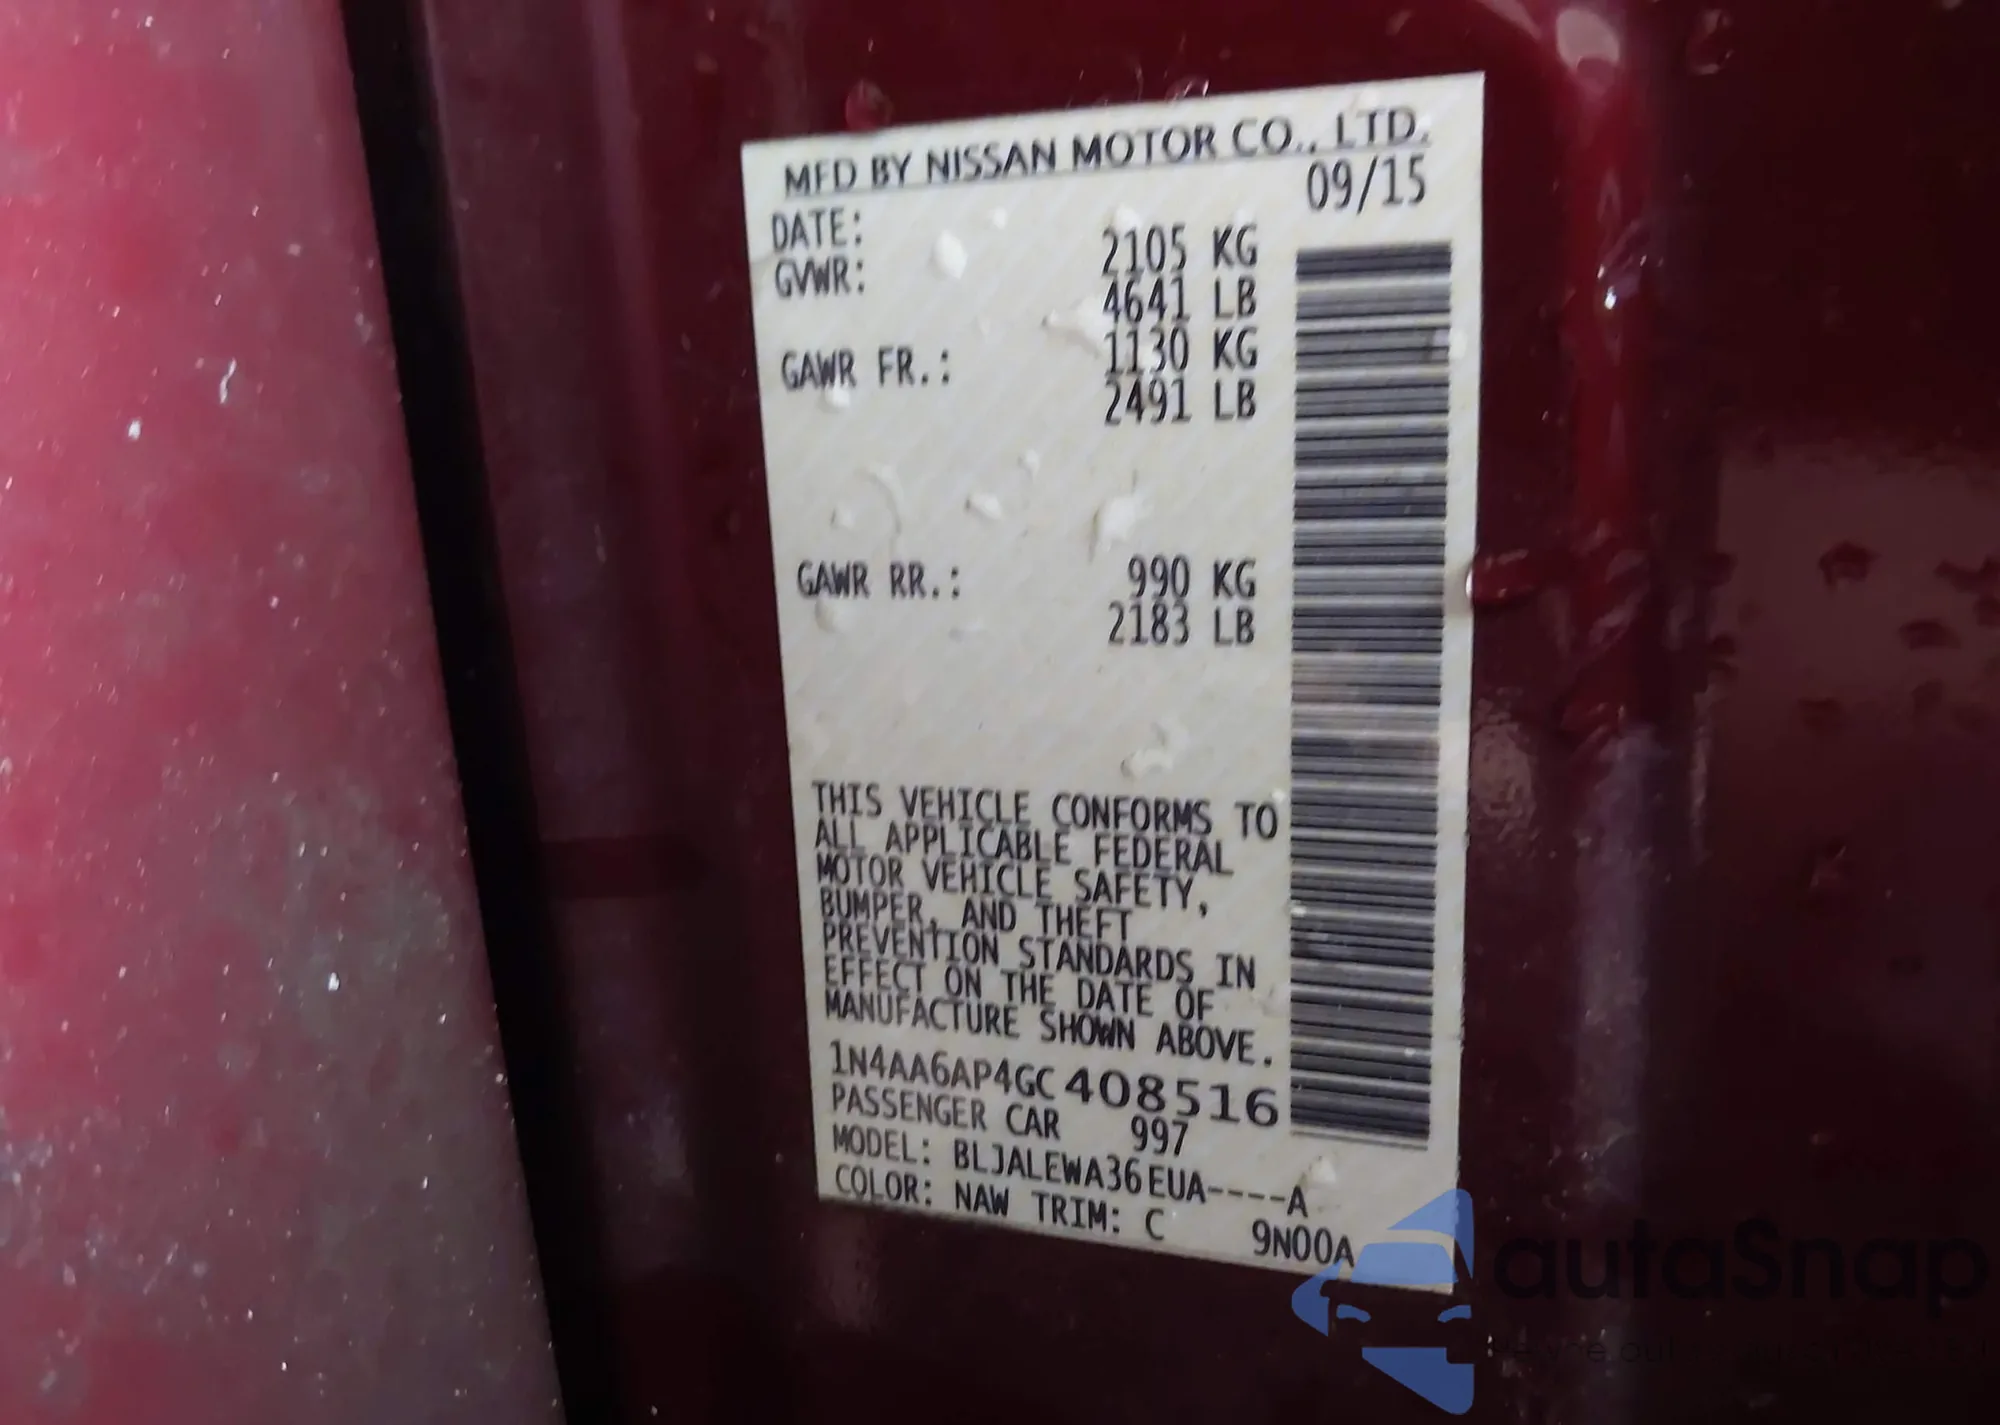 MFD BY NISSAN MOTOR CO., LTD.
DATE: 09/15
GVWR: 2105 KG
4641 LB
GAWR FR.: 1130 KG
2491 LB
GAWR RR.: 990 KG
2183 LB
THIS VEHICLE CONFORMS TO
ALL APPLICABLE FEDERAL
MOTOR VEHICLE SAFETY,
BUMPER, AND THEFT
PREVENTION STANDARDS IN
EFFECT ON THE DATE OF
MANUFACTURE SHOWN ABOVE.
1N4AA6AP4GC408516
PASSENGER CAR 997
MODEL: BLJALEWA36EUA----A
COLOR: NAW TRIM: C 9N00A
autaSnap